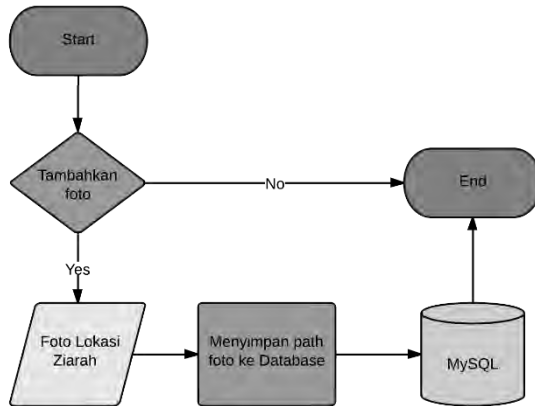 Start
Tambahkan
foto
No
End
Yes
Foto Lokasi
Ziarah
Menyimpan path
foto ke Database
MySQL